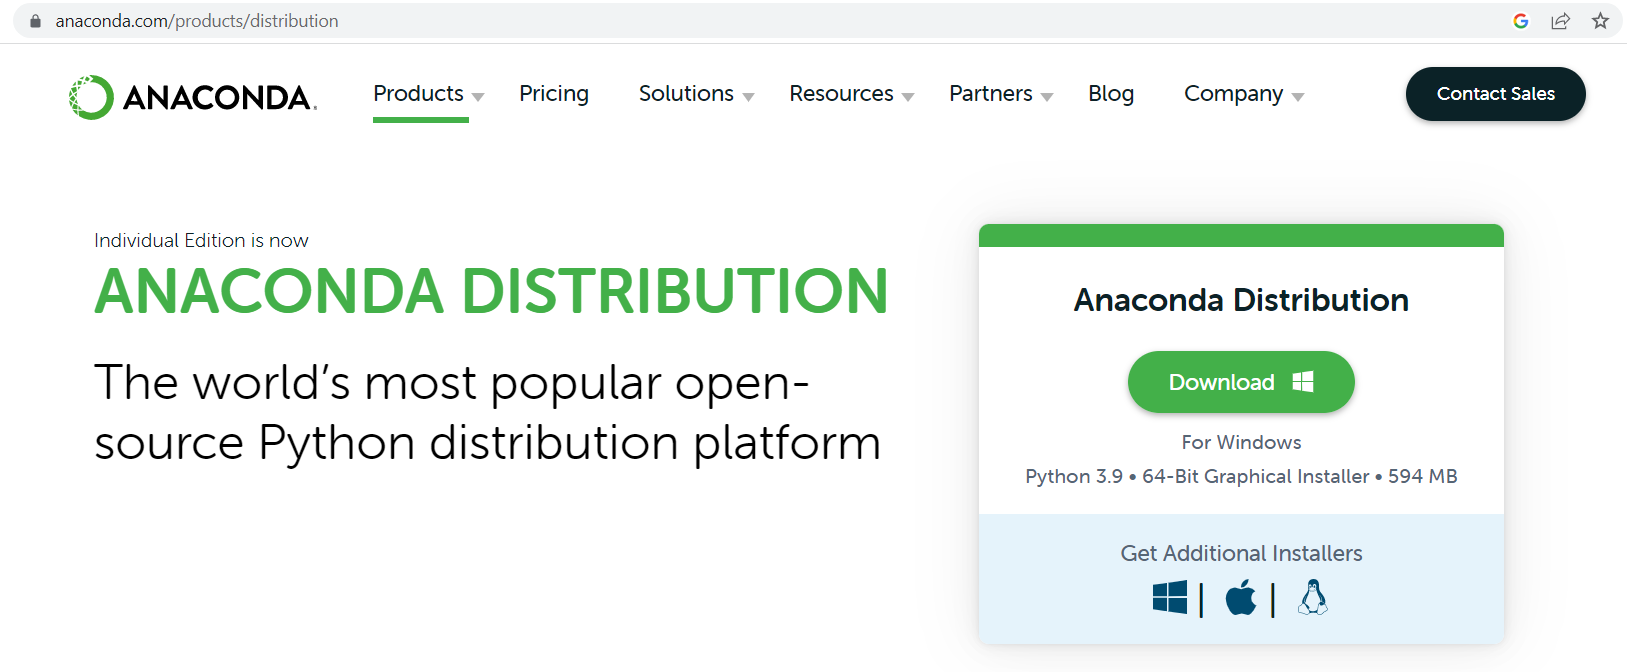 anaconda.com/products/distribution
ANACONDA.
Products
Pricing
Solutions
Resources
Partners
Blog
Company
Contact Sales
Individual Edition is now
ANACONDA DISTRIBUTION
The world’s most popular open-
source Python distribution platform
Anaconda Distribution
Download
For Windows
Python 3.9 • 64-Bit Graphical Installer • 594 MB
Get Additional Installers